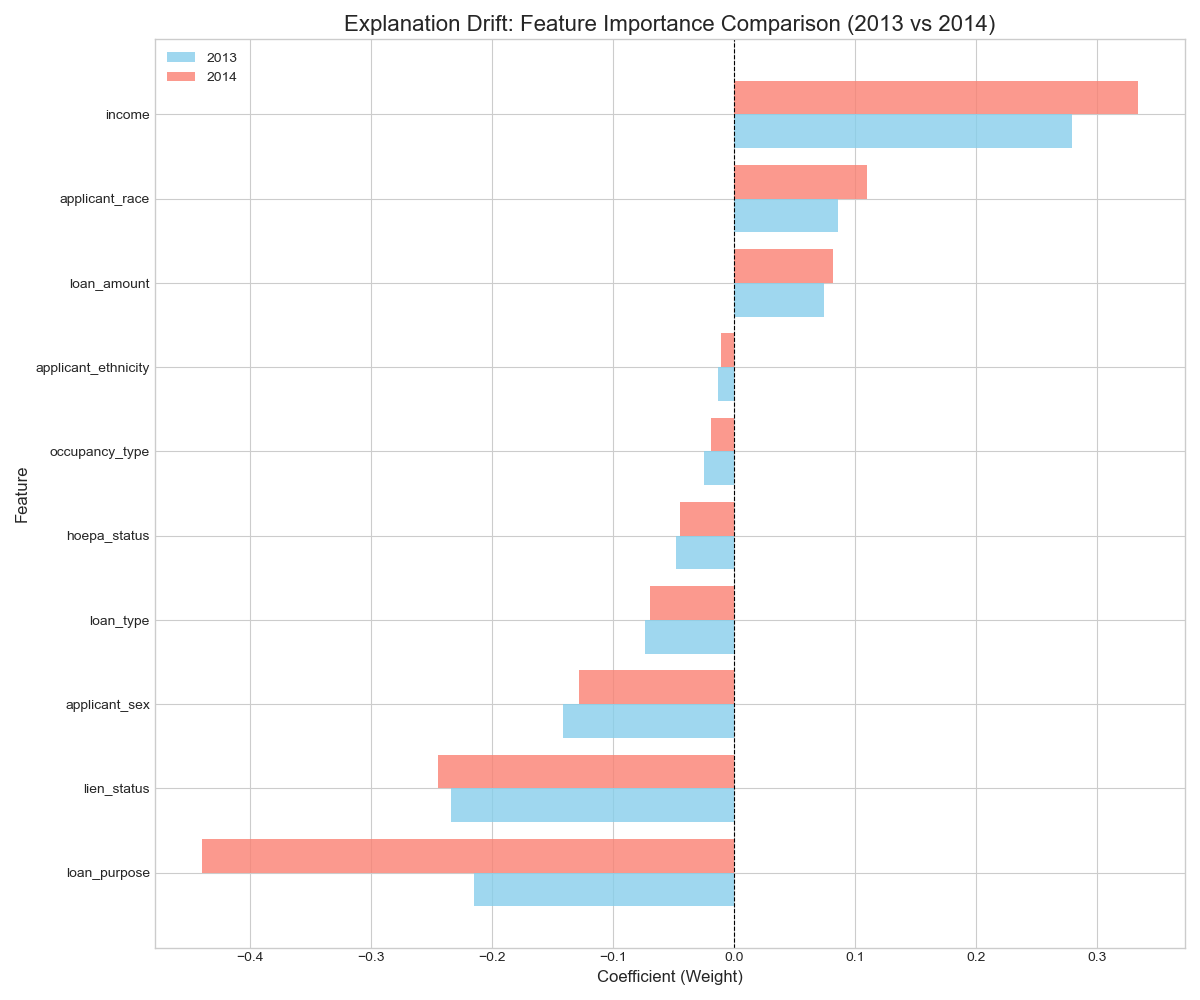 Explanation Drift: Feature Importance Comparison (2013 vs 2014)
2013
2014
income
applicant_race
loan_amount
applicant_ethnicity
occupancy_type
hoepa_status
loan_type
applicant_sex
lien_status
loan_purpose
Feature
−0.4 −0.3 −0.2 −0.1 0.0 0.1 0.2 0.3
Coefficient (Weight)